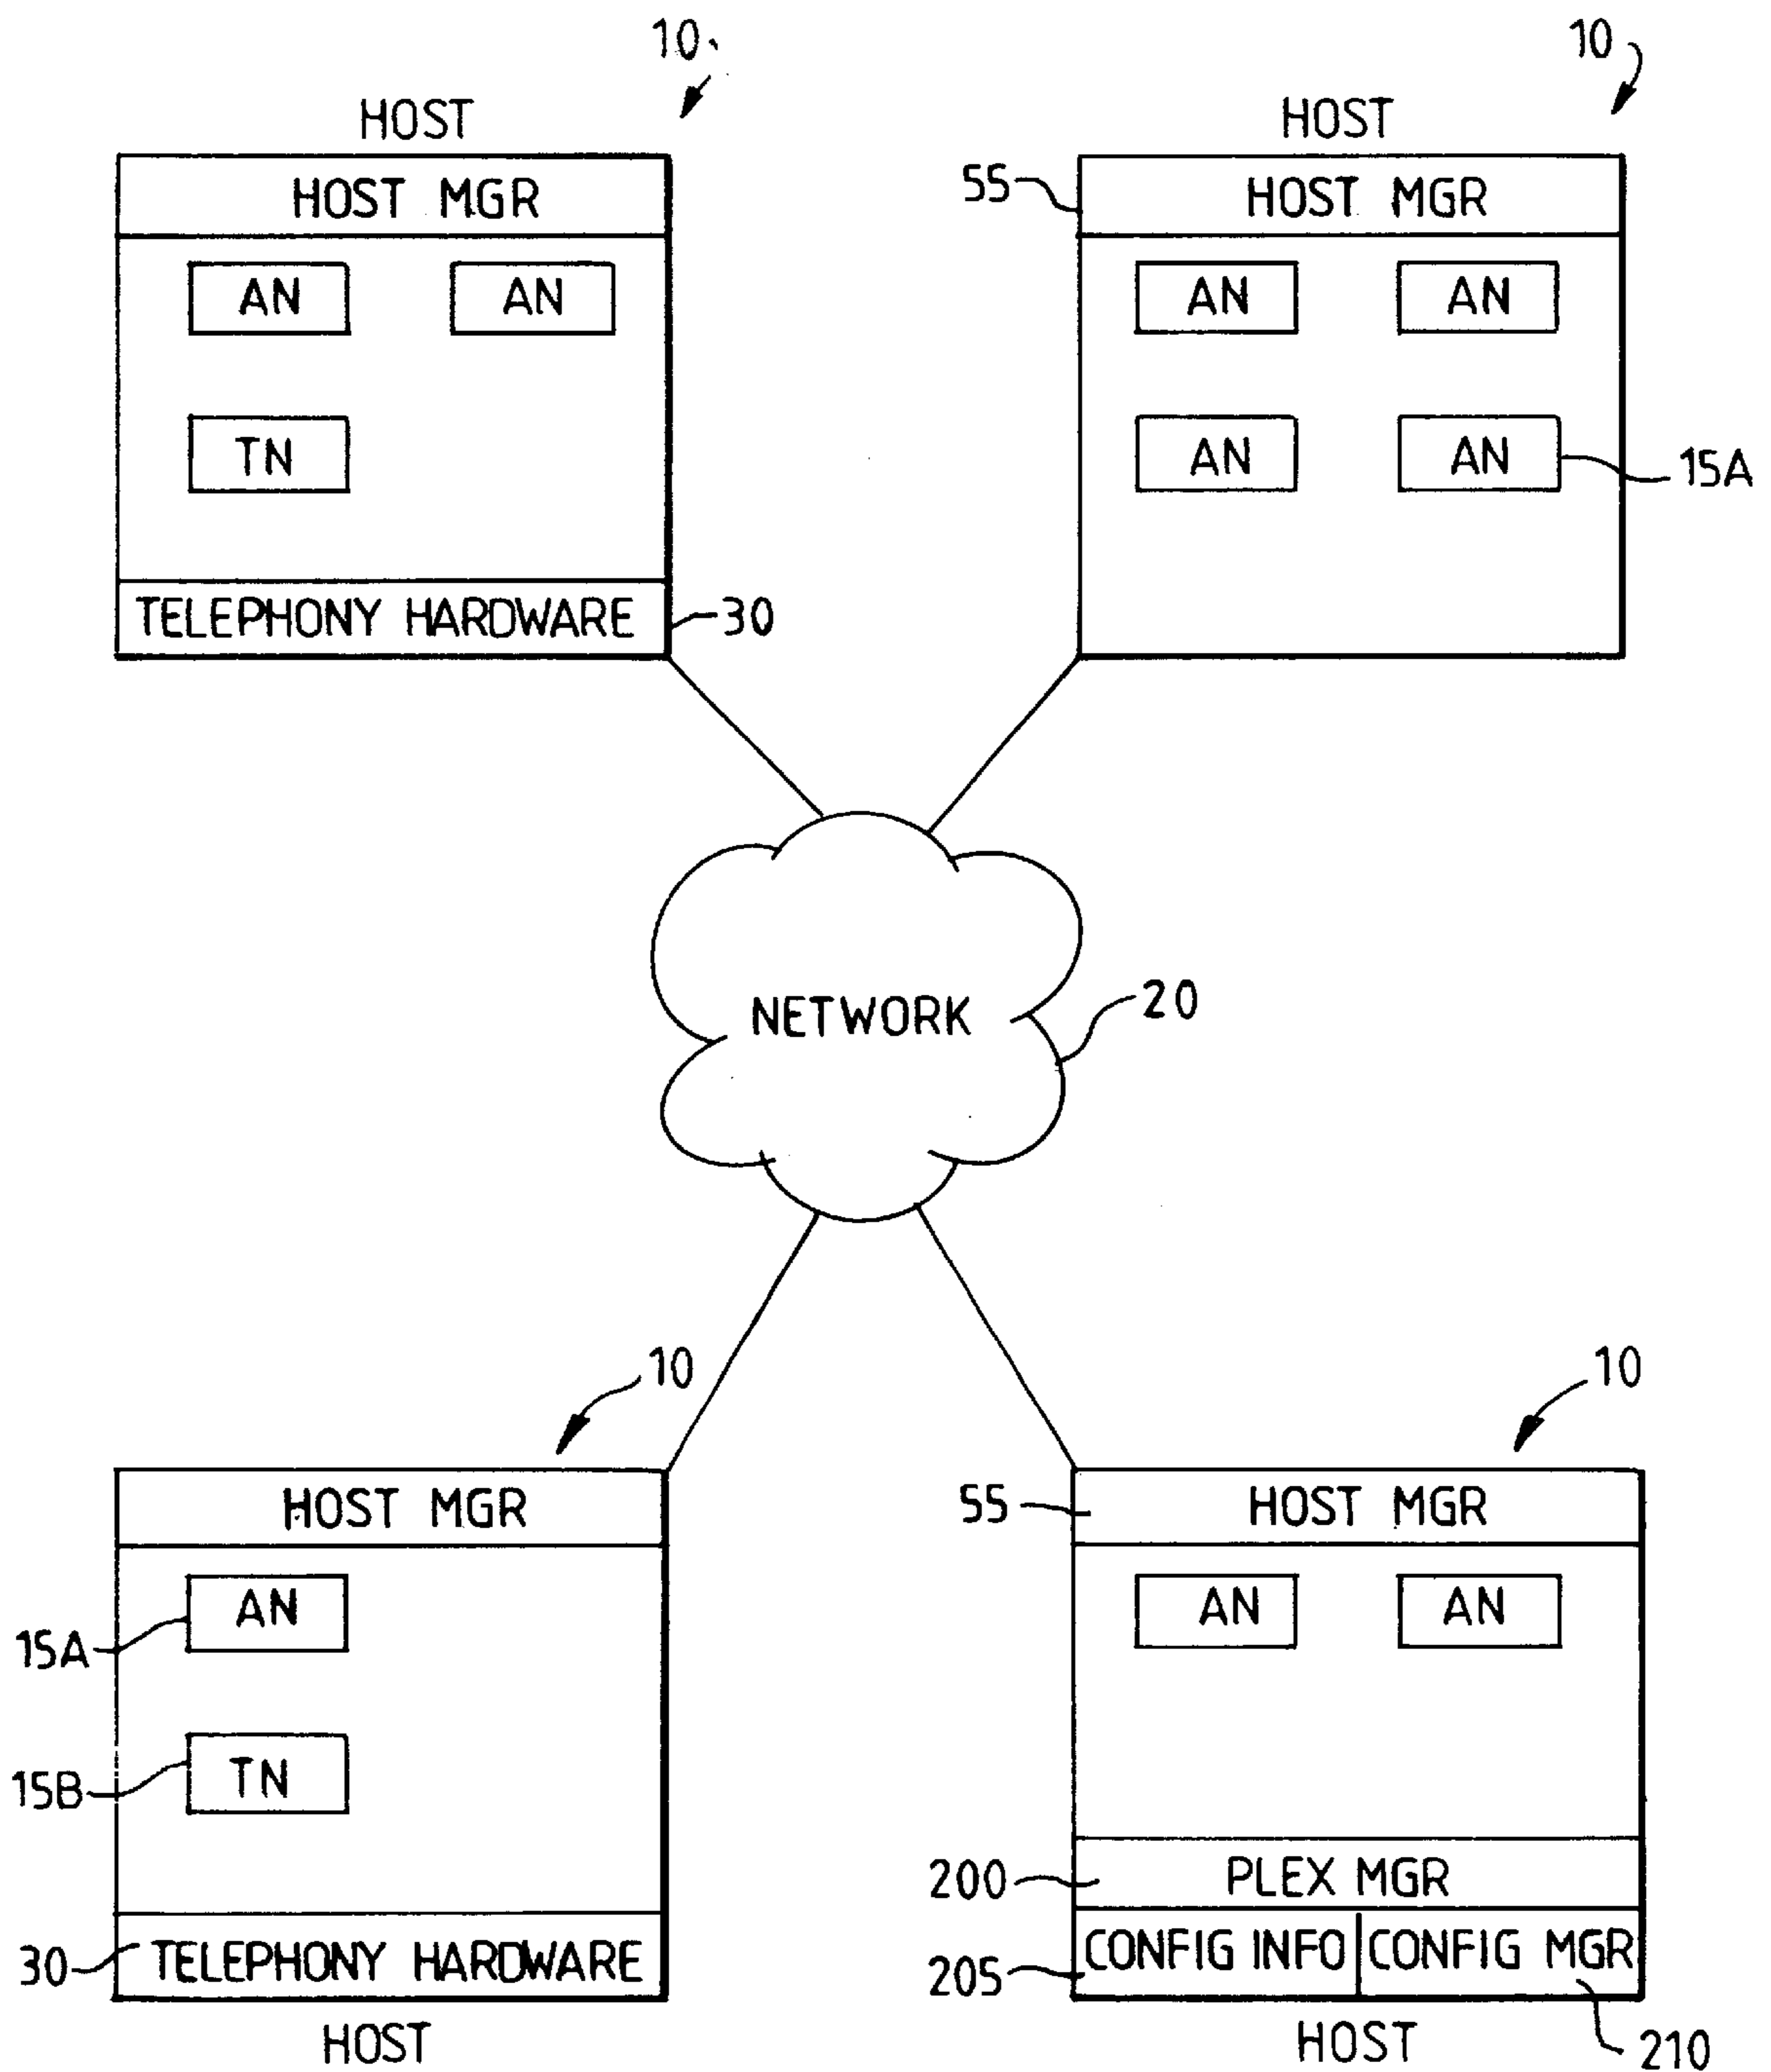 10
HOST
HOST MGR
AN AN
TN
TELEPHONY HARDWARE
30
10
HOST
55
HOST MGR
AN AN
AN AN
15A
NETWORK
20
10
HOST MGR
AN
15A
TN
15B
30
TELEPHONY HARDWARE
HOST
10
55
HOST MGR
AN AN
200
PLEX MGR
205
CONFIG INFO
CONFIG MGR
HOST
210